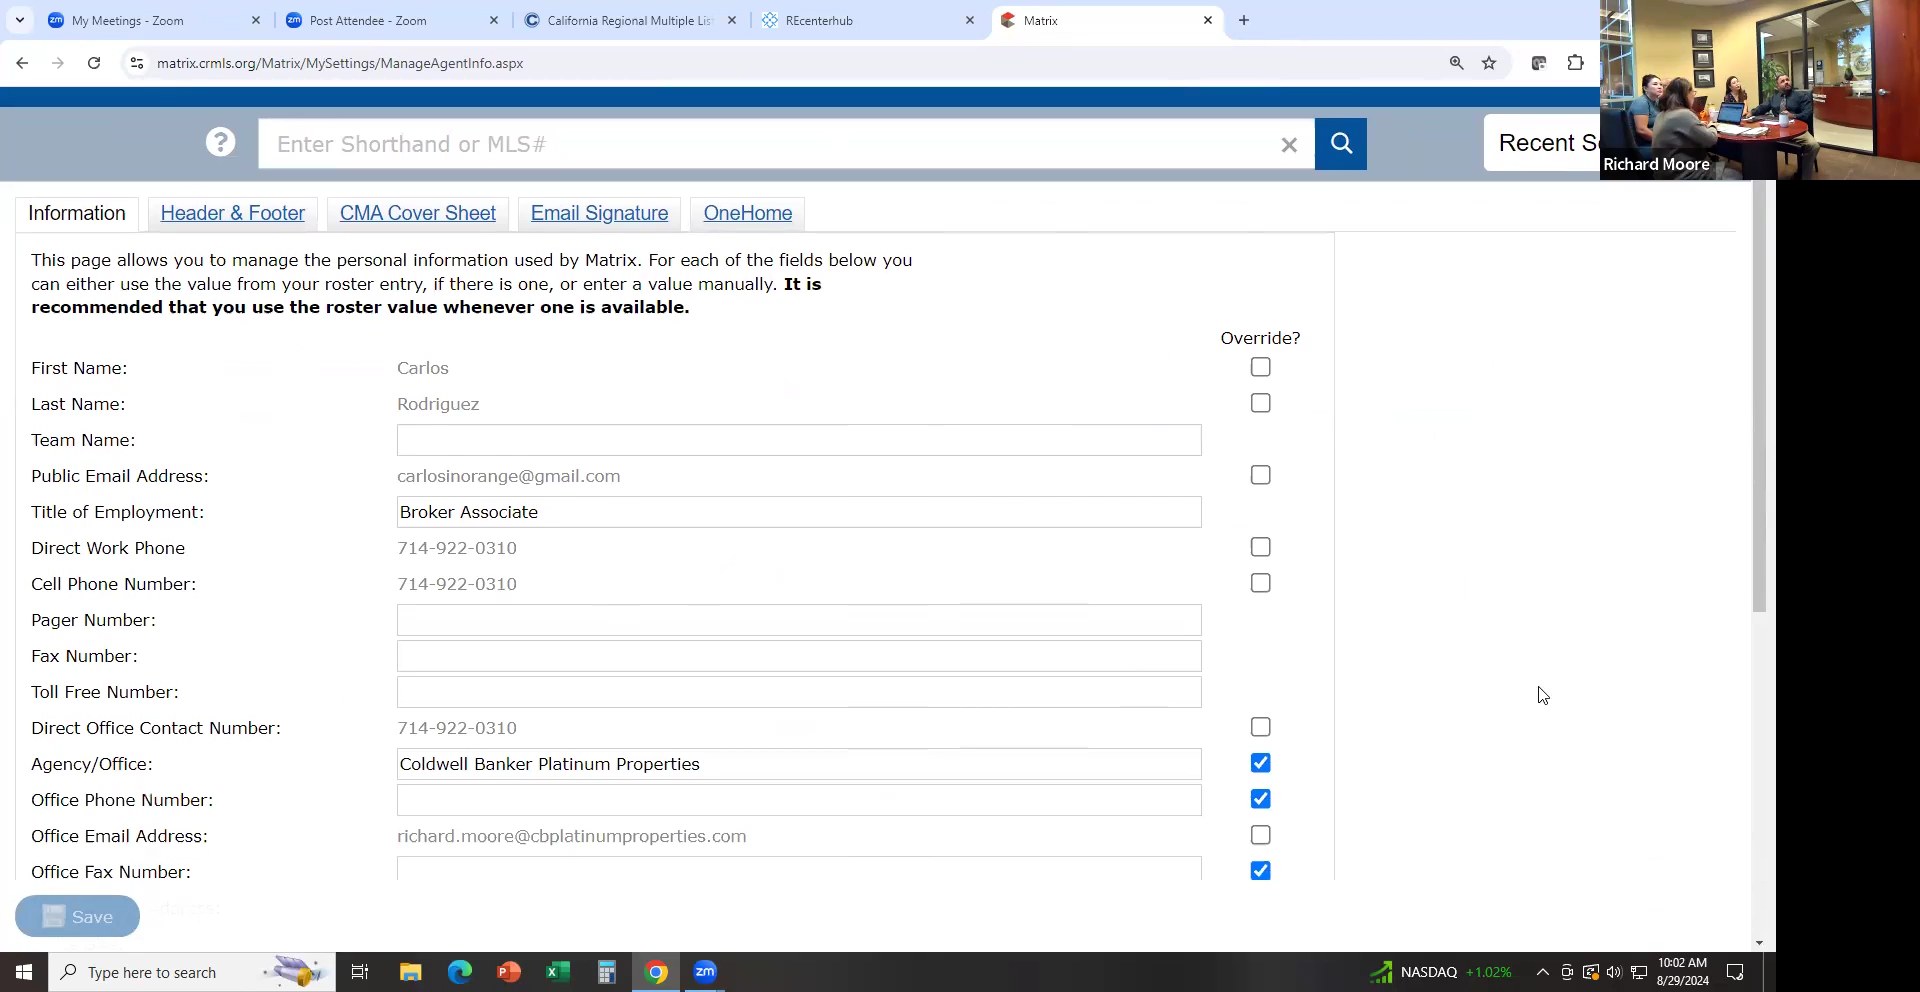 My Meetings - Zoom
Post Attendee - Zoom
California Regional Multiple Lis
REcenterhub
Matrix
matrix.crmls.org/Matrix/MySettings/ManageAgentInfo.aspx
Enter Shorthand or MLS#
Recent S
Richard Moore
Information
Header & Footer
CMA Cover Sheet
Email Signature
OneHome
This page allows you to manage the personal information used by Matrix. For each of the fields below you
can either use the value from your roster entry, if there is one, or enter a value manually. It is
recommended that you use the roster value whenever one is available.
Override?
First Name: Carlos
Last Name: Rodriguez
Team Name:
Public Email Address: carlosinorange@gmail.com
Title of Employment: Broker Associate
Direct Work Phone 714-922-0310
Cell Phone Number: 714-922-0310
Pager Number:
Fax Number:
Toll Free Number:
Direct Office Contact Number: 714-922-0310
Agency/Office: Coldwell Banker Platinum Properties
Office Phone Number:
Office Email Address: richard.moore@cbplatinumproperties.com
Office Fax Number:
Save
Type here to search
zm
NASDAQ +1.02%
10:02 AM
8/29/2024